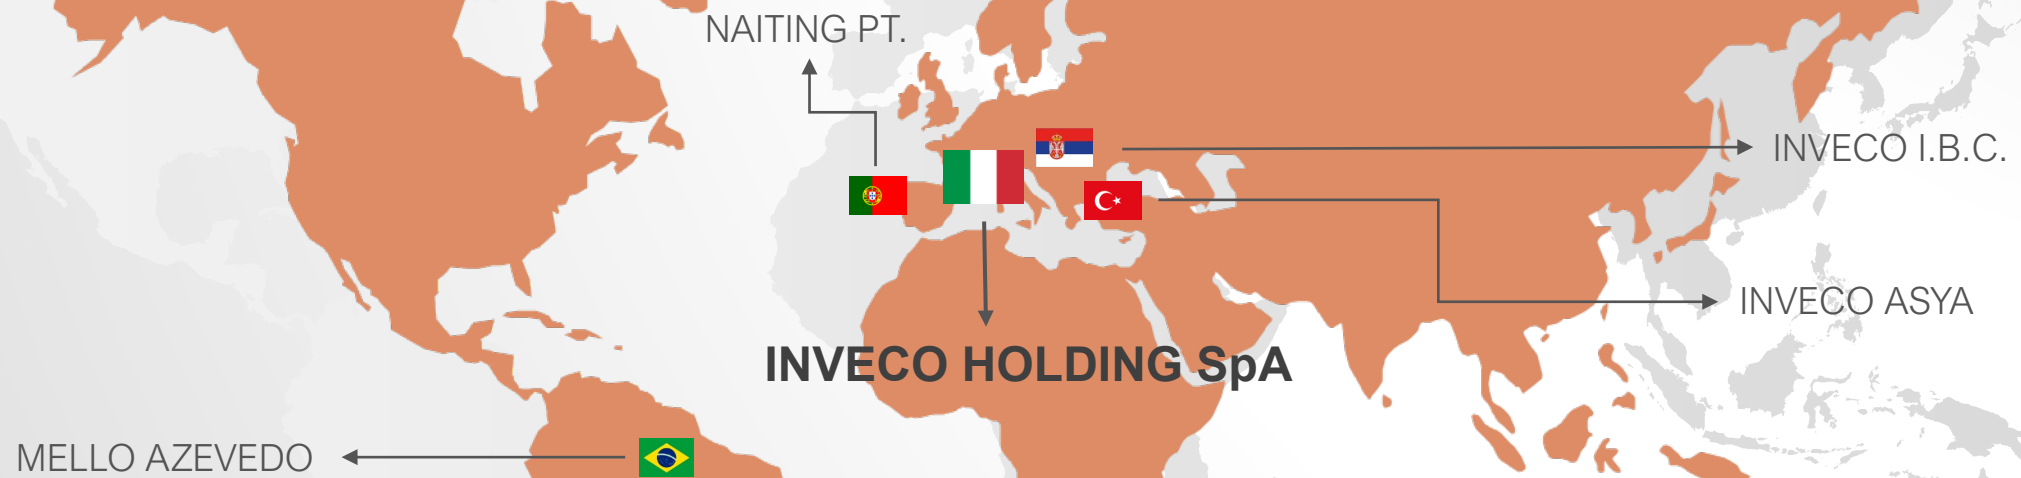 NAITING PT.
INVECO I.B.C.
INVECO ASYA
INVECO HOLDING SpA
MELLO AZEVEDO